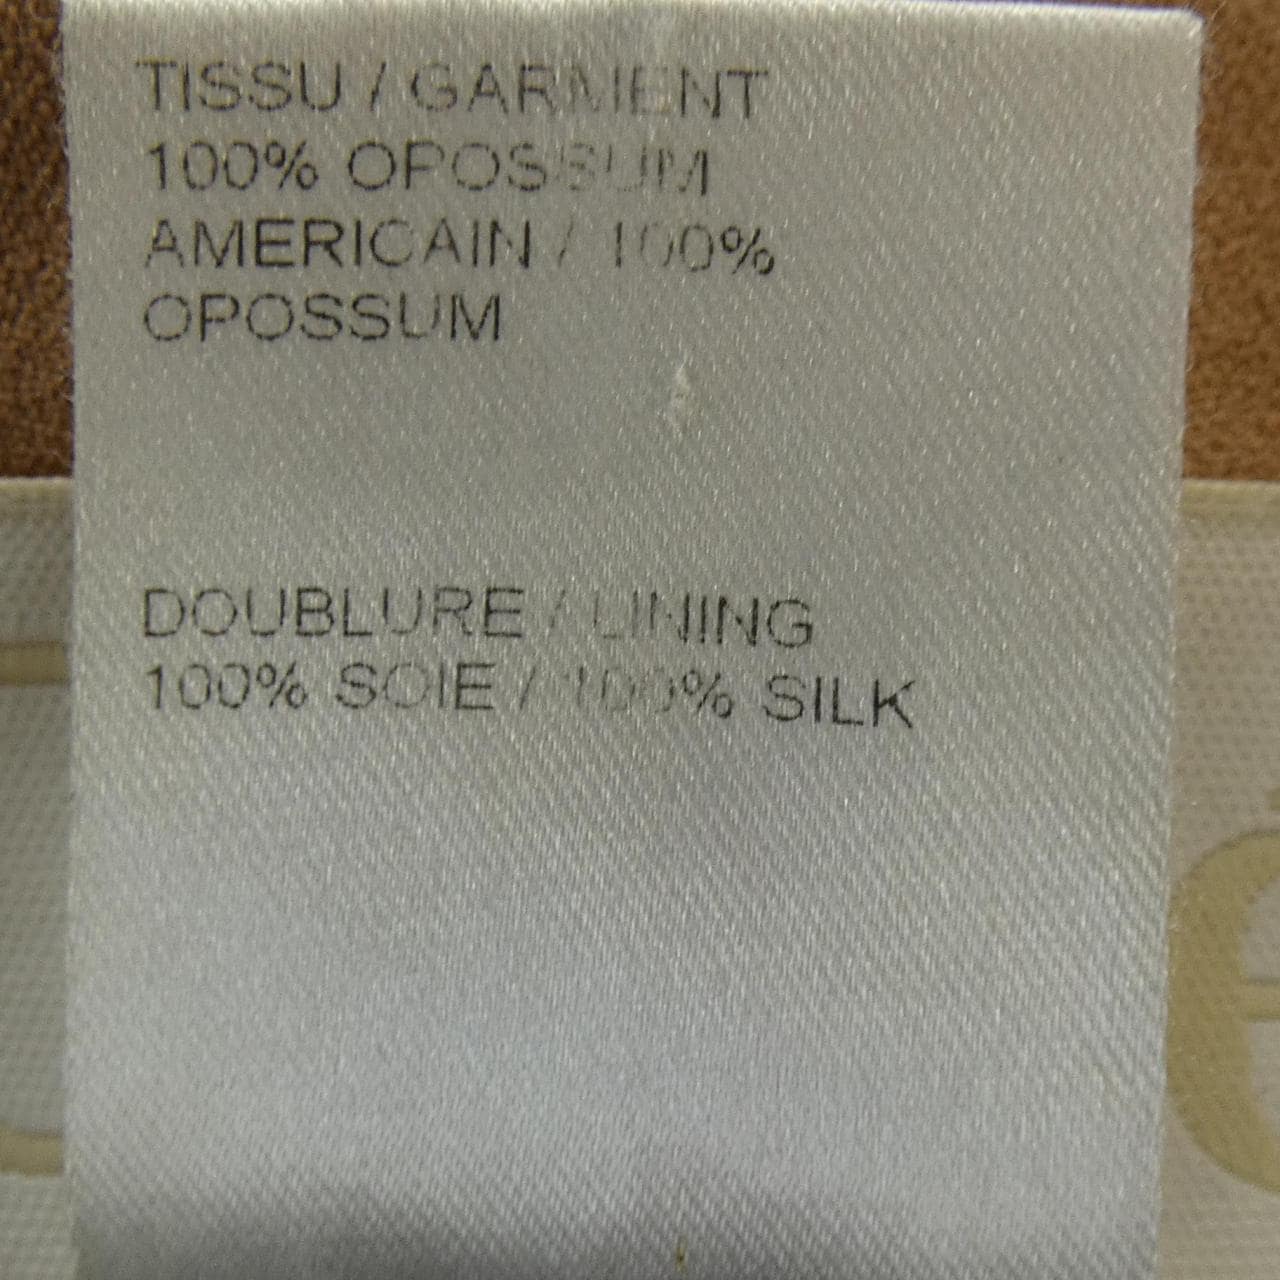 TISSU / GARMENT
100% OPOSSUM
AMERICAIN / 100%
OPOSSUM
DOUBLURE / LINING
100% SOIE / 100% SILK